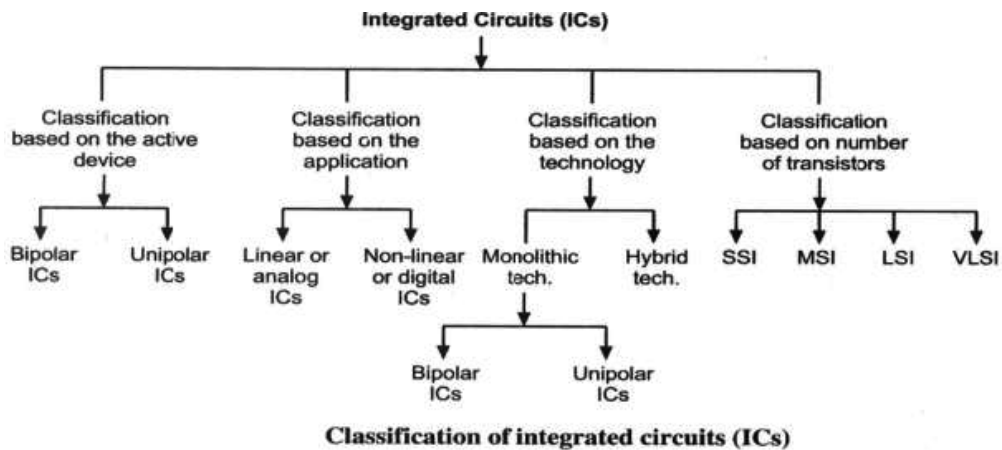 Integrated Circuits (ICs)
Classification
based on the active
device
Classification
based on the
application
Classification
based on the
technology
Classification
based on number
of transistors
Bipolar
ICs
Unipolar
ICs
Linear or
analog
ICs
Non-linear
or digital
ICs
Monolithic
tech.
Hybrid
tech.
SSI
MSI
LSI
VLSI
Bipolar
ICs
Unipolar
ICs
Classification of integrated circuits (ICs)